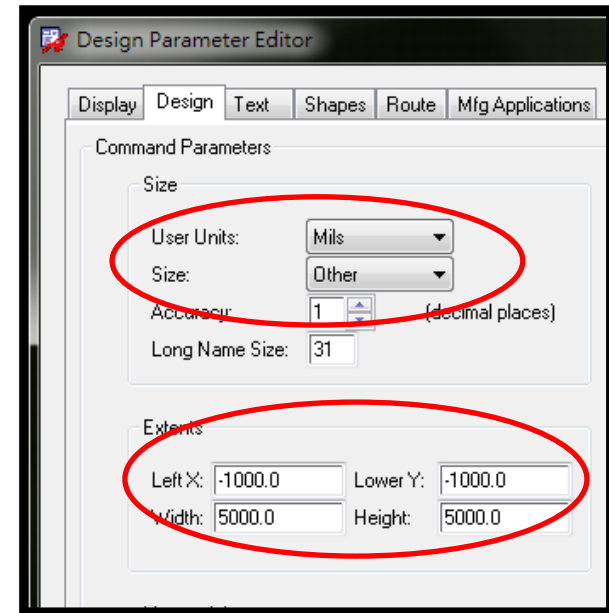 Design Parameter Editor
Display Design Text Shapes Route Mfg Applications
Command Parameters
Size
User Units: Mils
Size: Other
Accuracy: 1 (decimal places)
Long Name Size: 31
Extents
Left X: -1000.0 Lower Y: -1000.0
Width: 5000.0 Height: 5000.0